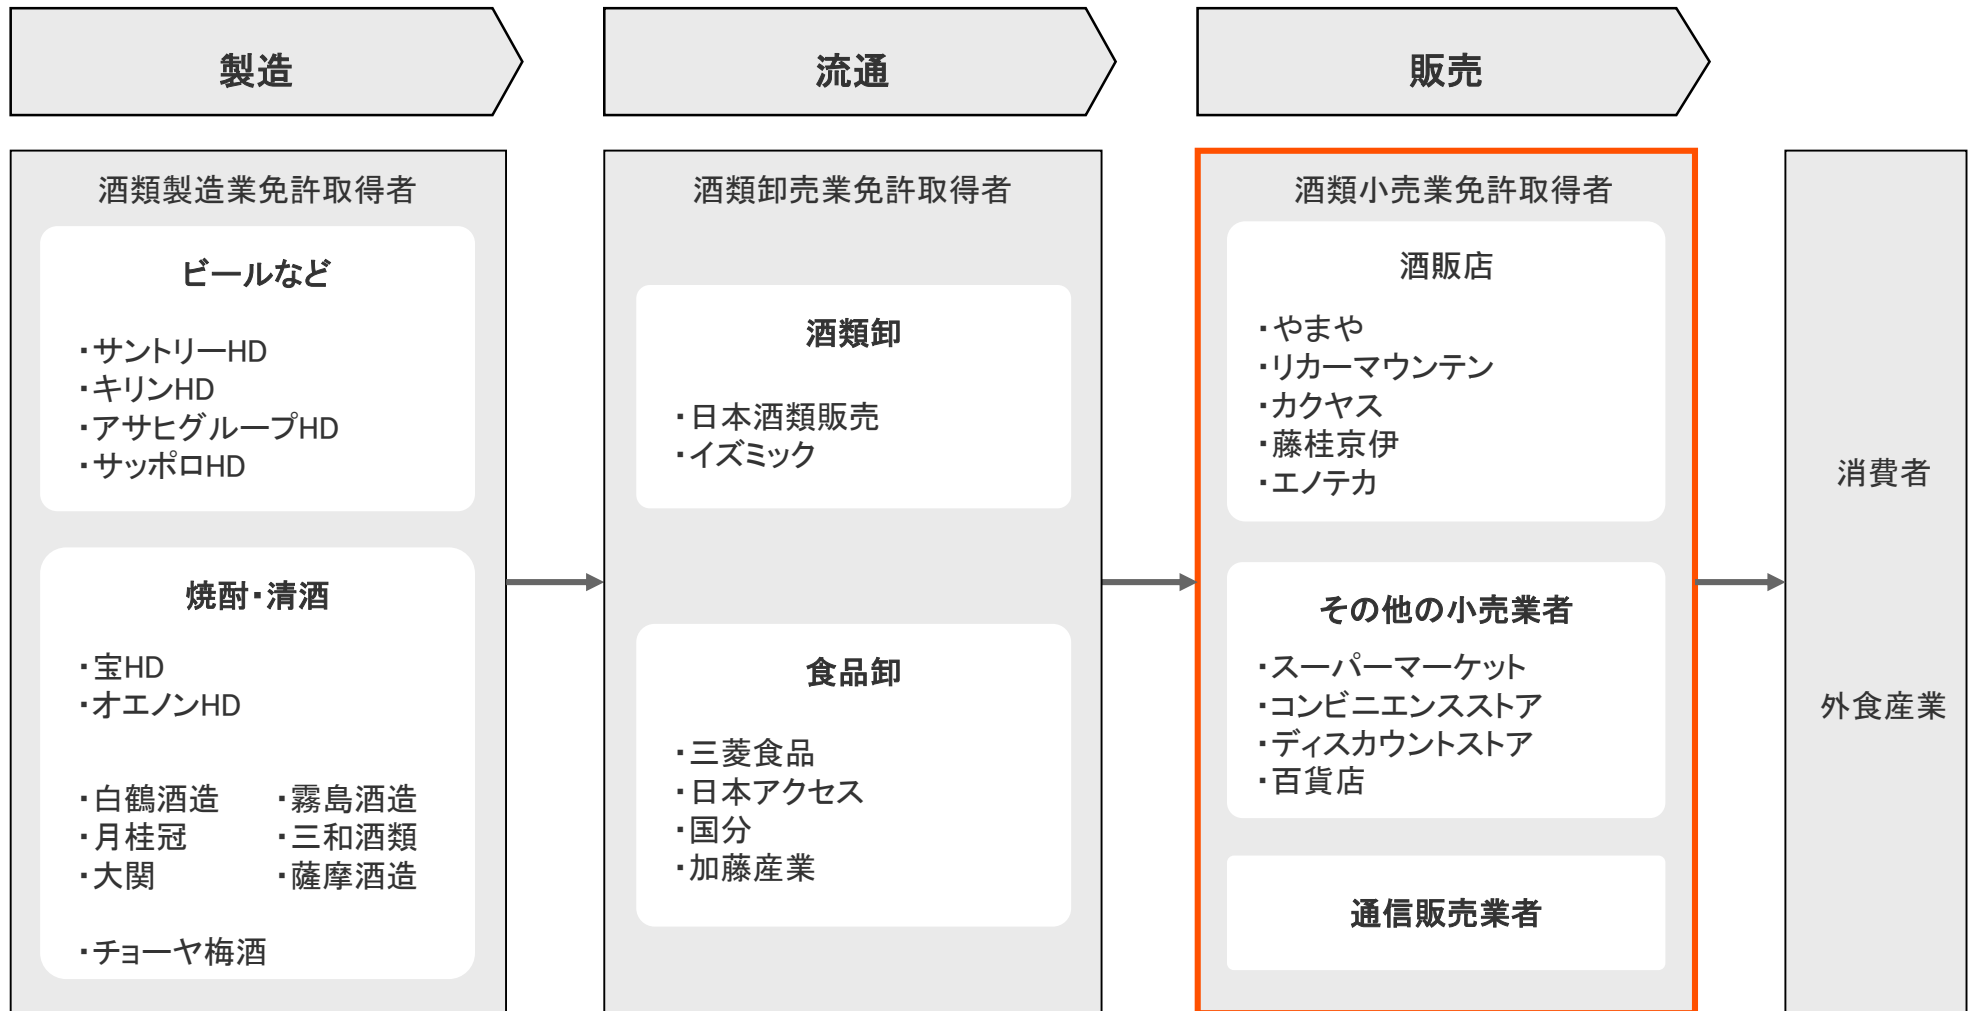 製造
流通
販売
酒類製造業免許取得者
ビールなど
・サントリーHD
・キリンHD
・アサヒグループHD
・サッポロHD
焼酎・清酒
・宝HD
・オエノンHD
・白鶴酒造 ・霧島酒造
・月桂冠 ・三和酒類
・大関 ・薩摩酒造
・チョーヤ梅酒
酒類卸売業免許取得者
酒類卸
・日本酒類販売
・イズミック
食品卸
・三菱食品
・日本アクセス
・国分
・加藤産業
酒類小売業免許取得者
酒販店
・やまや
・リカーマウンテン
・カクヤス
・藤桂京伊
・エノテカ
その他の小売業者
・スーパーマーケット
・コンビニエンスストア
・ディスカウントストア
・百貨店
通信販売業者
消費者
外食産業